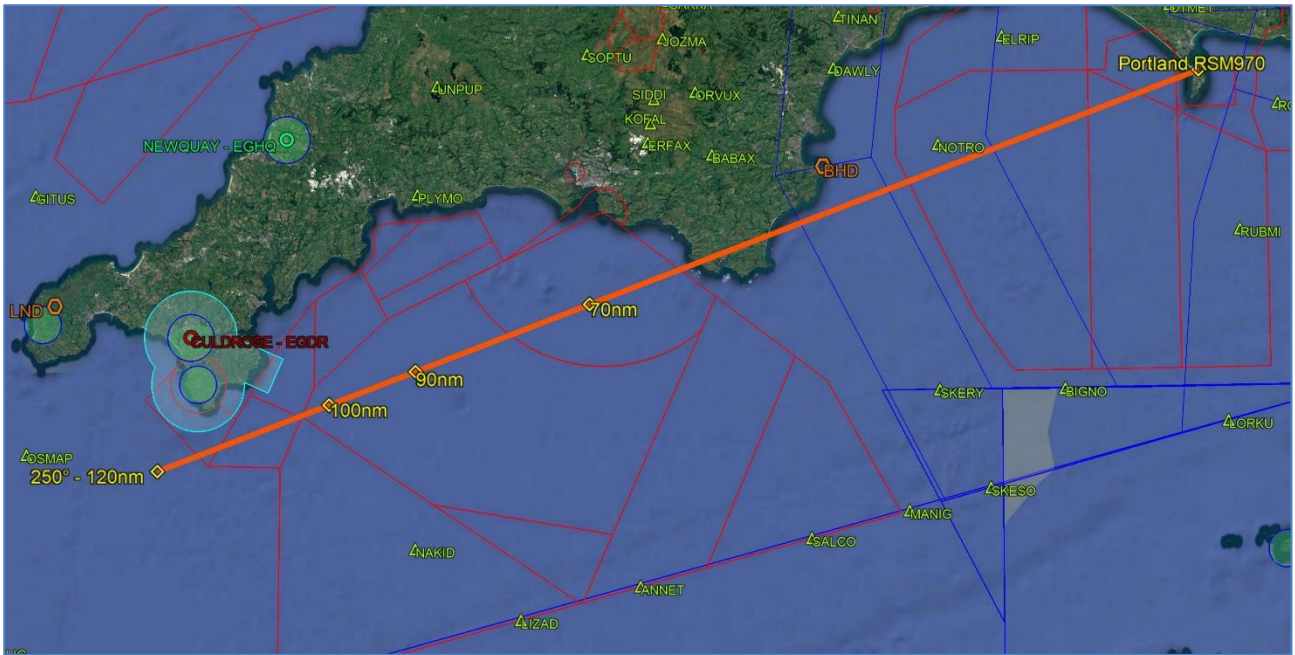 TINAN
OTMET
ELRIP
JOZMA
SOPTU
DAWLY
Portland RSM970
UNPUP
SIDDI
ORVUX
KOFAL
NEWQUAY - EGHQ
ERFAX
NOTRO
BABAX
BHD
PLYMO
GITUS
RUBMI
LND
70nm
CULDROSE - EGDR
90nm
SKERY
BIGNO
100nm
LORKU
OSMAP
250° - 120nm
SKESO
MANIG
SALCO
NAKID
ANNET
LIZAD